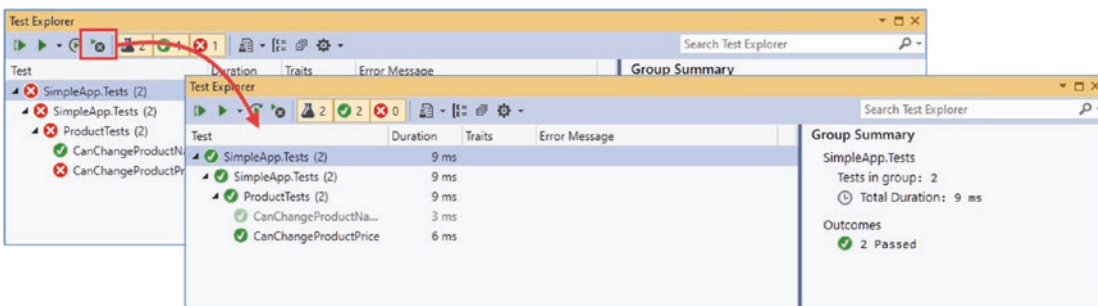 Test Explorer
2 1 1 Search Test Explorer
Test Duration Traits Error Message Group Summary
SimpleApp.Tests (2)
SimpleApp.Tests (2)
ProductTests (2)
CanChangeProductN
CanChangeProductPr
Test Explorer
2 2 0 Search Test Explorer
Test Duration Traits Error Message
SimpleApp.Tests (2) 9 ms
SimpleApp.Tests (2) 9 ms
ProductTests (2) 9 ms
CanChangeProductNa... 3 ms
CanChangeProductPrice 6 ms
Group Summary
SimpleApp.Tests
Tests in group: 2
Total Duration: 9 ms
Outcomes
2 Passed